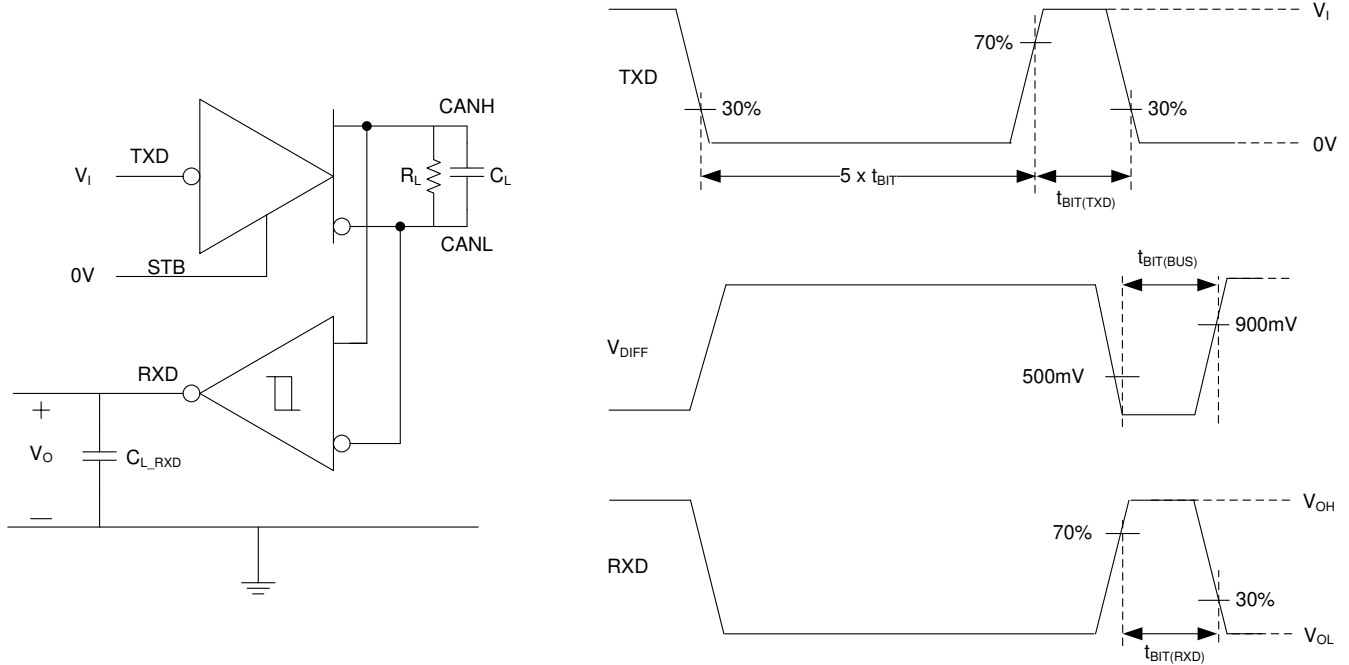 CANH
TXD
V_I
R_L
C_L
CANL
0V
STB
RXD
+
V_O
C_L_RXD
—
V_I
70%
TXD
30%
30%
0V
5 x t_BIT
t_BIT(TXD)
t_BIT(BUS)
900mV
V_DIFF
500mV
V_OH
70%
RXD
30%
V_OL
t_BIT(RXD)